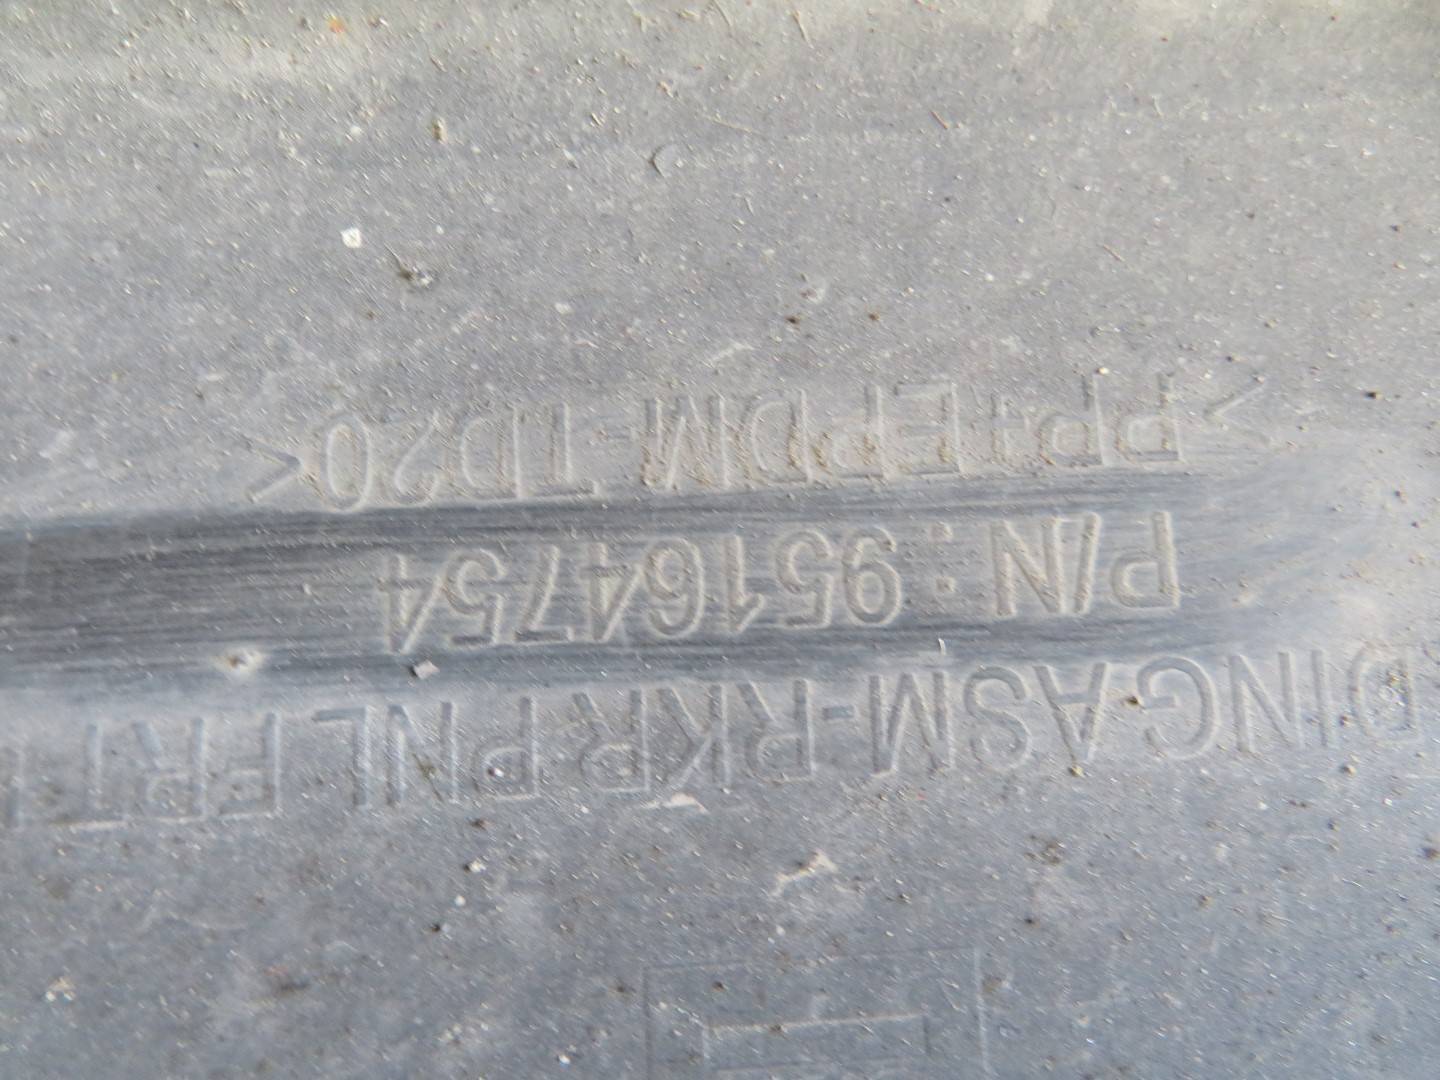 DING ASM-RKR PNL FRT
P/N : 95164754
>PP+EPDM-TD20<